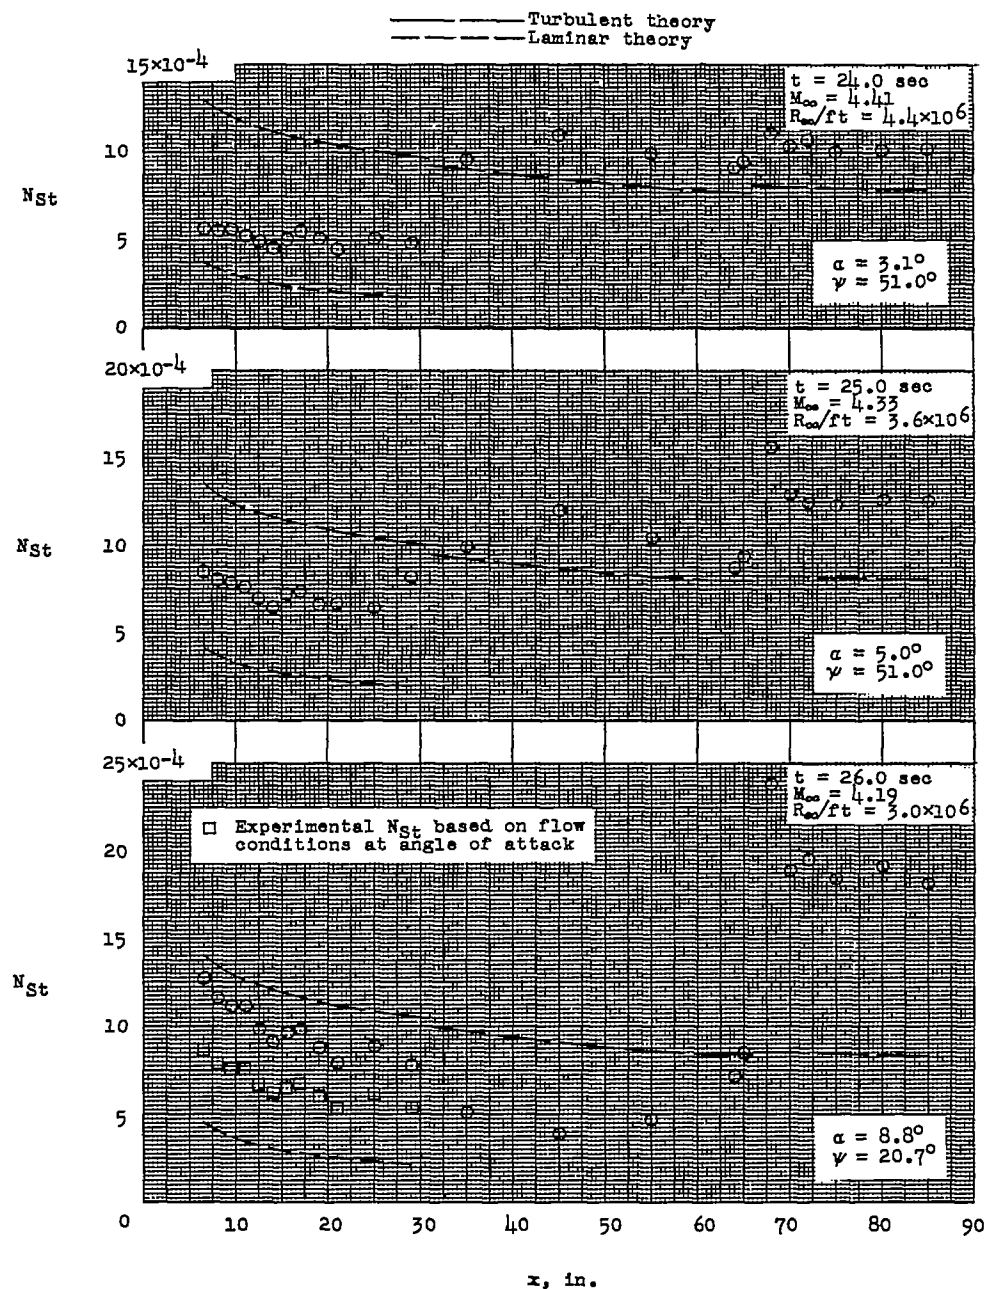 Turbulent theory
Laminar theory
15×10-4
t = 24.0 sec
M∞ = 4.41
R∞/ft = 4.4×10⁶
10
NSt
5
α = 3.1°
ψ = 51.0°
0
20×10-4
t = 25.0 sec
M∞ = 4.33
R∞/ft = 3.6×10⁶
15
NSt
10
5
α = 5.0°
ψ = 51.0°
0
25×10-4
t = 26.0 sec
M∞ = 4.19
R∞/ft = 3.0×10⁶
□ Experimental NSt based on flow
conditions at angle of attack
20
15
NSt
10
5
α = 8.8°
ψ = 20.7°
0 10 20 30 40 50 60 70 80 90
x, in.